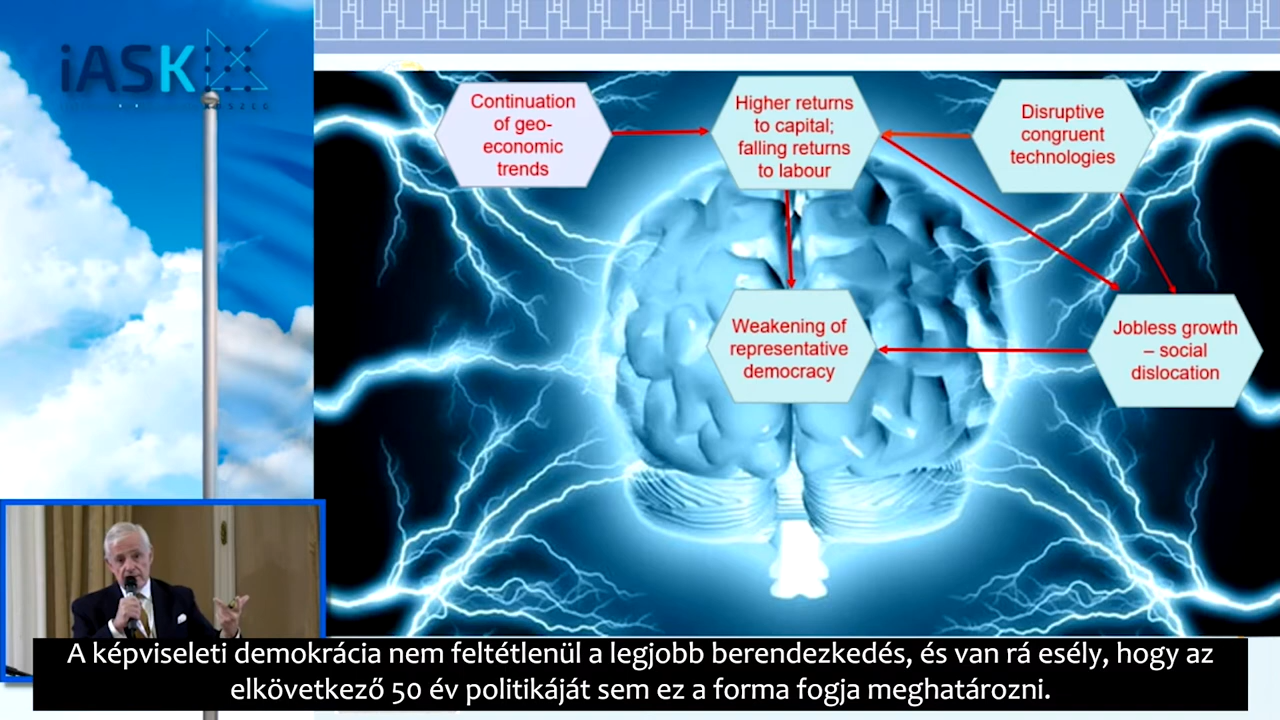 iASK
Continuation
of geo-
economic
trends
Higher returns
to capital;
falling returns
to labour
Disruptive
congruent
technologies
Weakening of
representative
democracy
Jobless growth
– social
dislocation
A képviseleti demokrácia nem feltétlenül a legjobb berendezkedés, és van rá esély, hogy az
elkövetkező 50 év politikáját sem ez a forma fogja meghatározni.